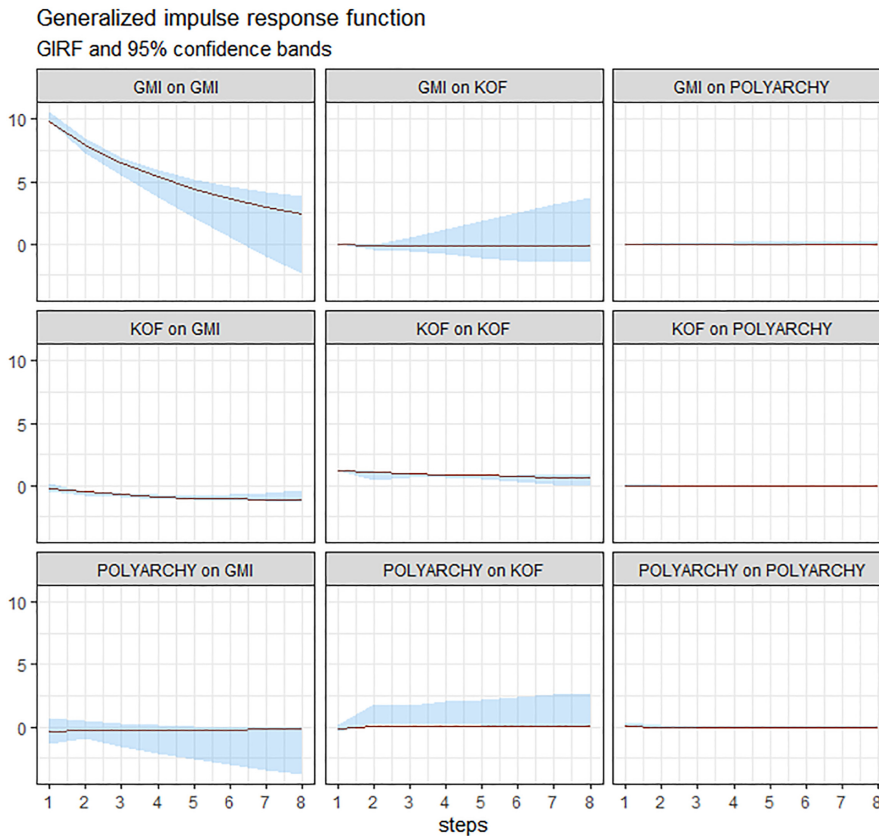 Generalized impulse response function
GIRF and 95% confidence bands
GMI on GMI GMI on KOF GMI on POLYARCHY
10
5
0
KOF on GMI KOF on KOF KOF on POLYARCHY
10
5
0
POLYARCHY on GMI POLYARCHY on KOF POLYARCHY on POLYARCHY
10
5
0
1 2 3 4 5 6 7 8 1 2 3 4 5 6 7 8 1 2 3 4 5 6 7 8
steps